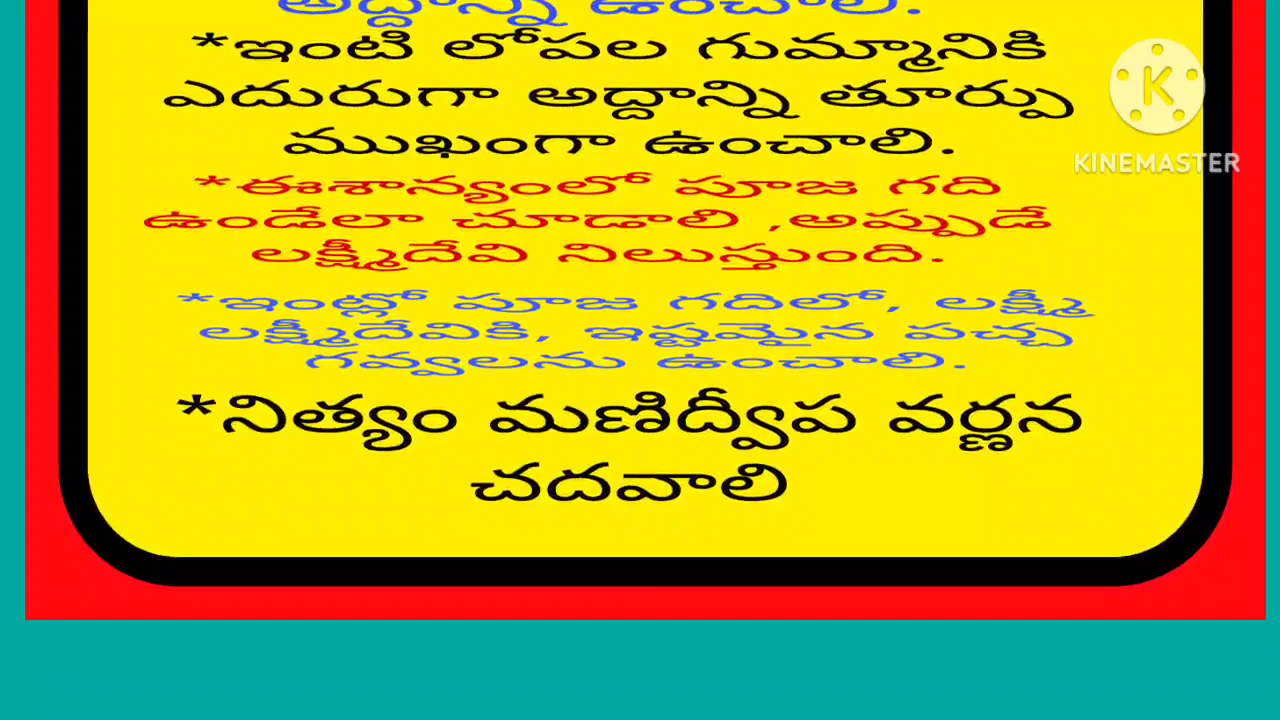 అద్దాన్ని ఉంచాలి.
*ఇంటి లోపల గుమ్మానికి
ఎదురుగా అద్దాన్ని తూర్పు
ముఖంగా ఉంచాలి.
*ఈశాన్యంలో పూజ గది
ఉండేలా చూడాలి ,అప్పుడే
లక్ష్మీదేవి నిలుస్తుంది.
*ఇంట్లో పూజ గదిలో, లక్ష్మి
లక్ష్మీదేవికి, ఇష్టమైన పచ్చ
గవ్వలను ఉంచాలి.
*నిత్యం మణిద్వీప వర్ణన
చదవాలి
K
KINEMASTER